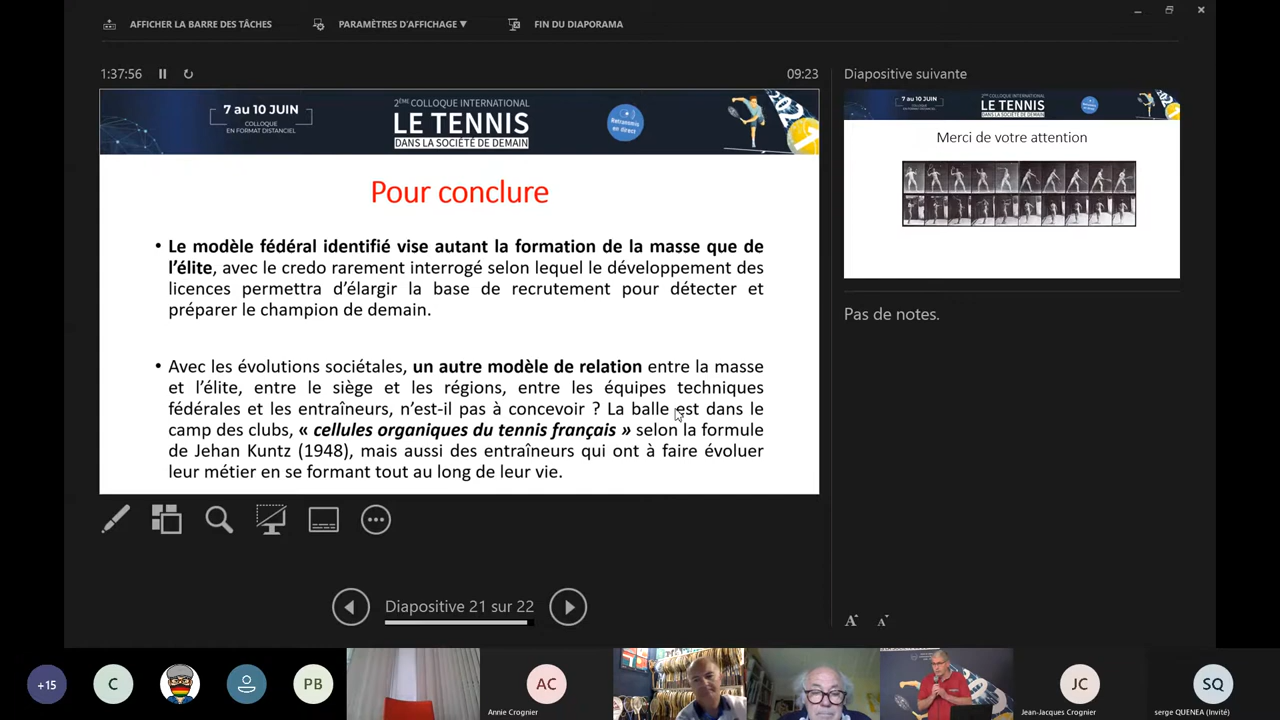 AFFICHER LA BARRE DES TÂCHES
PARAMÈTRES D'AFFICHAGE ▼
FIN DU DIAPORAMA
1:37:56
09:23
7 au 10 JUIN
COLLOQUE
EN FORMAT DISTANCIEL
2ÈME COLLOQUE INTERNATIONAL
LE TENNIS
DANS LA SOCIÉTÉ DE DEMAIN
Retransmis
en direct
Pour conclure
• Le modèle fédéral identifié vise autant la formation de la masse que de
l'élite, avec le credo rarement interrogé selon lequel le développement des
licences permettra d'élargir la base de recrutement pour détecter et
préparer le champion de demain.
• Avec les évolutions sociétales, un autre modèle de relation entre la masse
et l'élite, entre le siège et les régions, entre les équipes techniques
fédérales et les entraîneurs, n'est-il pas à concevoir ? La balle est dans le
camp des clubs, « cellules organiques du tennis français » selon la formule
de Jehan Kuntz (1948), mais aussi des entraîneurs qui ont à faire évoluer
leur métier en se formant tout au long de leur vie.
Diapositive 21 sur 22
Diapositive suivante
7 au 10 JUIN
LE TENNIS
DANS LA SOCIÉTÉ DE DEMAIN
Merci de votre attention
Pas de notes.
A A
+15
C
PB
AC
Annie Crognier
JC
Jean-Jacques Crognier
SQ
serge QUENEA (Invité)